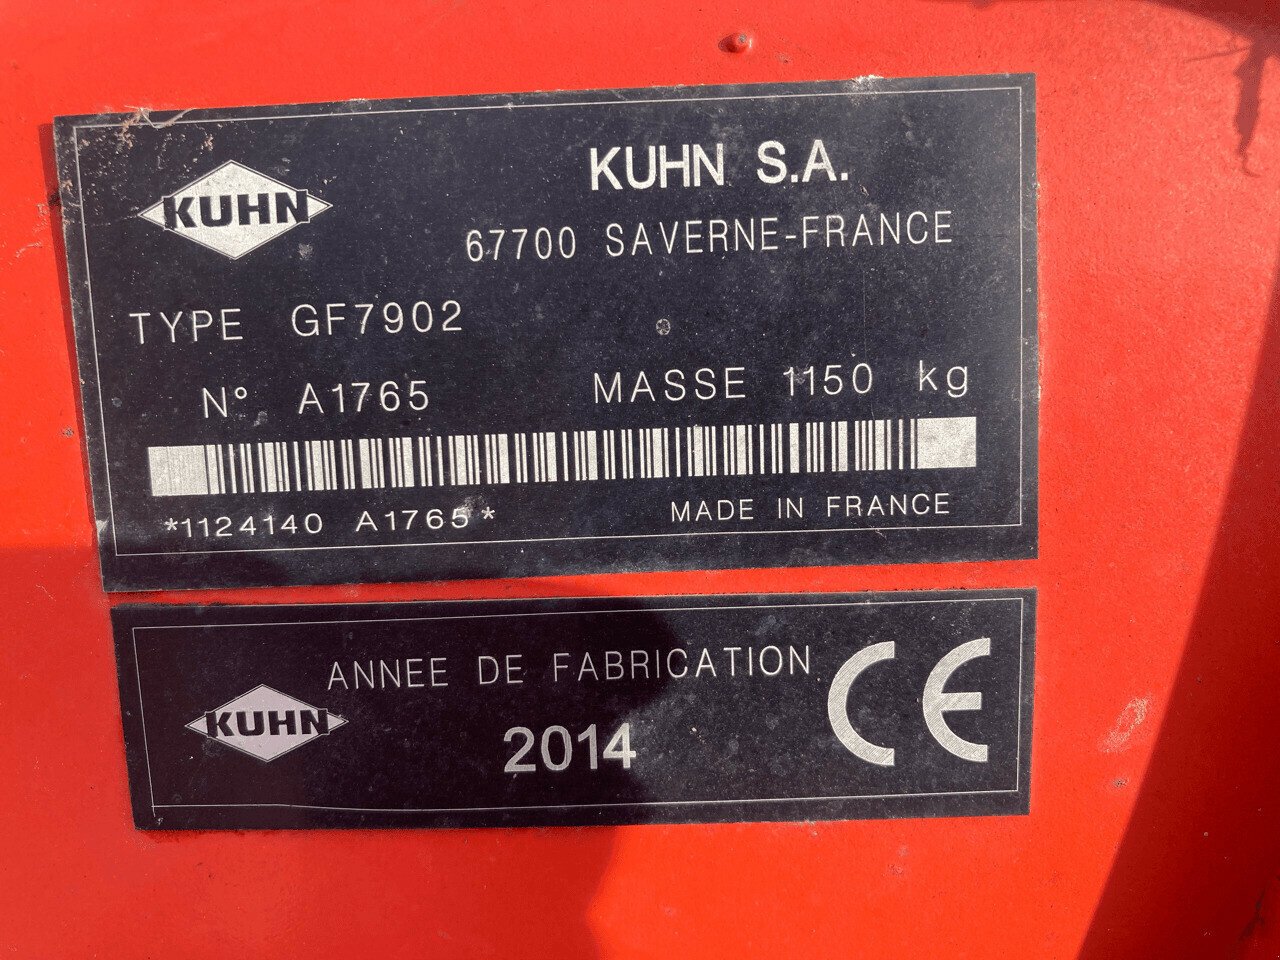 KUHN
KUHN S.A.
67700 SAVERNE-FRANCE
TYPE GF7902
N° A1765 MASSE 1150 kg
*1124140 A1765*
MADE IN FRANCE
KUHN
ANNEE DE FABRICATION
2014
CE